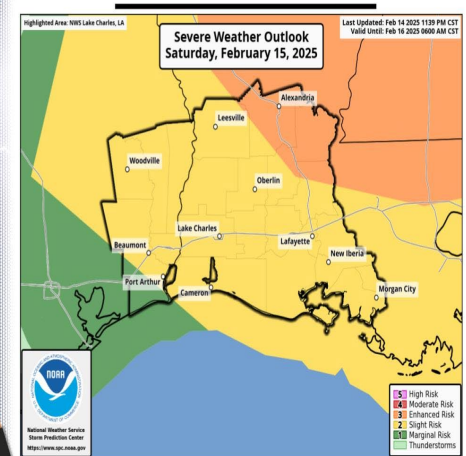 Highlighted Area: NWS Lake Charles, LA
Last Updated: Feb 14 2025 1139 PM CST
Valid Until: Feb 16 2025 0600 AM CST
Severe Weather Outlook
Saturday, February 15, 2025
Alexandria
Leesville
Woodville
Oberlin
Lake Charles
Lafayette
Beaumont
New Iberia
Port Arthur
Cameron
Morgan City
NOAA
National Weather Service
Storm Prediction Center
https://www.spc.noaa.gov
5 High Risk
4 Moderate Risk
3 Enhanced Risk
2 Slight Risk
1 Marginal Risk
Thunderstorms